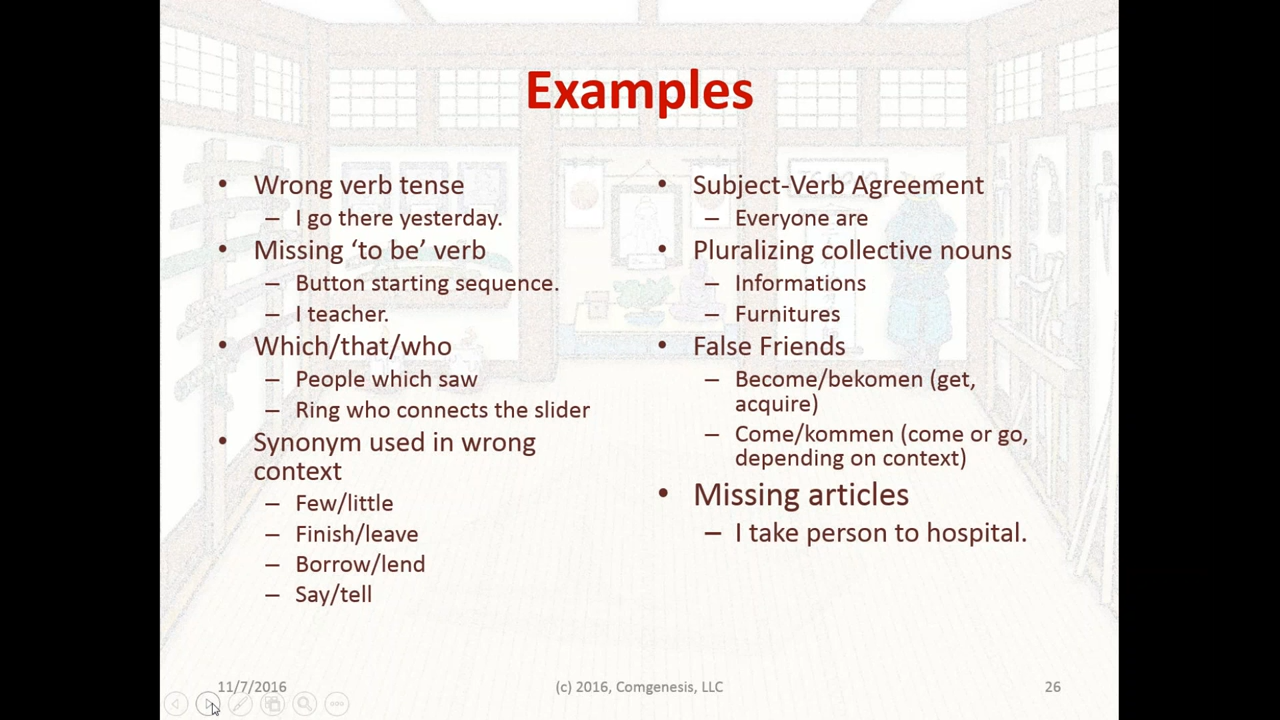 Examples
• Wrong verb tense
– I go there yesterday.
• Missing ‘to be’ verb
– Button starting sequence.
– I teacher.
• Which/that/who
– People which saw
– Ring who connects the slider
• Synonym used in wrong
context
– Few/little
– Finish/leave
– Borrow/lend
– Say/tell
• Subject-Verb Agreement
– Everyone are
• Pluralizing collective nouns
– Informations
– Furnitures
• False Friends
– Become/bekomen (get,
acquire)
– Come/kommen (come or go,
depending on context)
• Missing articles
– I take person to hospital.
11/7/2016
(c) 2016, Comgenesis, LLC
26